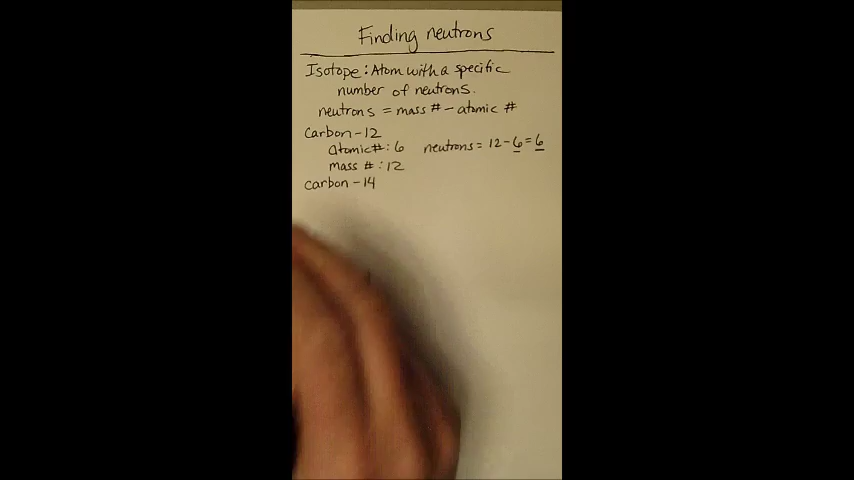 Finding neutrons
Isotope: Atom with a specific
number of neutrons.
neutrons = mass # - atomic #
Carbon-12
atomic#: 6 neutrons = 12 - 6 = 6
mass #: 12
Carbon-14